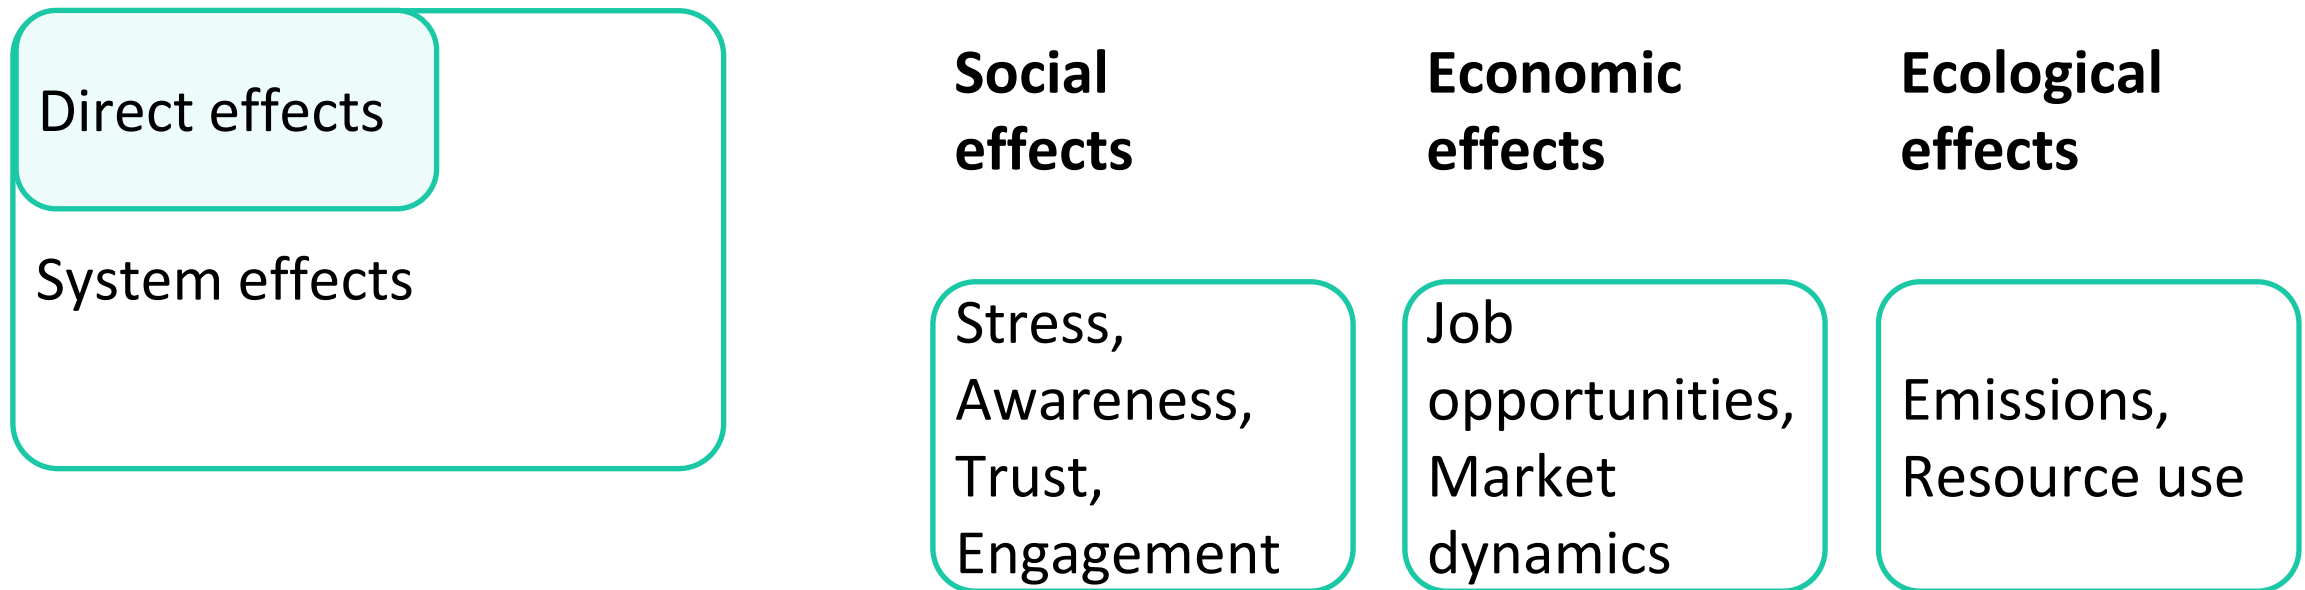 Direct effects
System effects
Social
effects
Stress,
Awareness,
Trust,
Engagement
Economic
effects
Job
opportunities,
Market
dynamics
Ecological
effects
Emissions,
Resource use